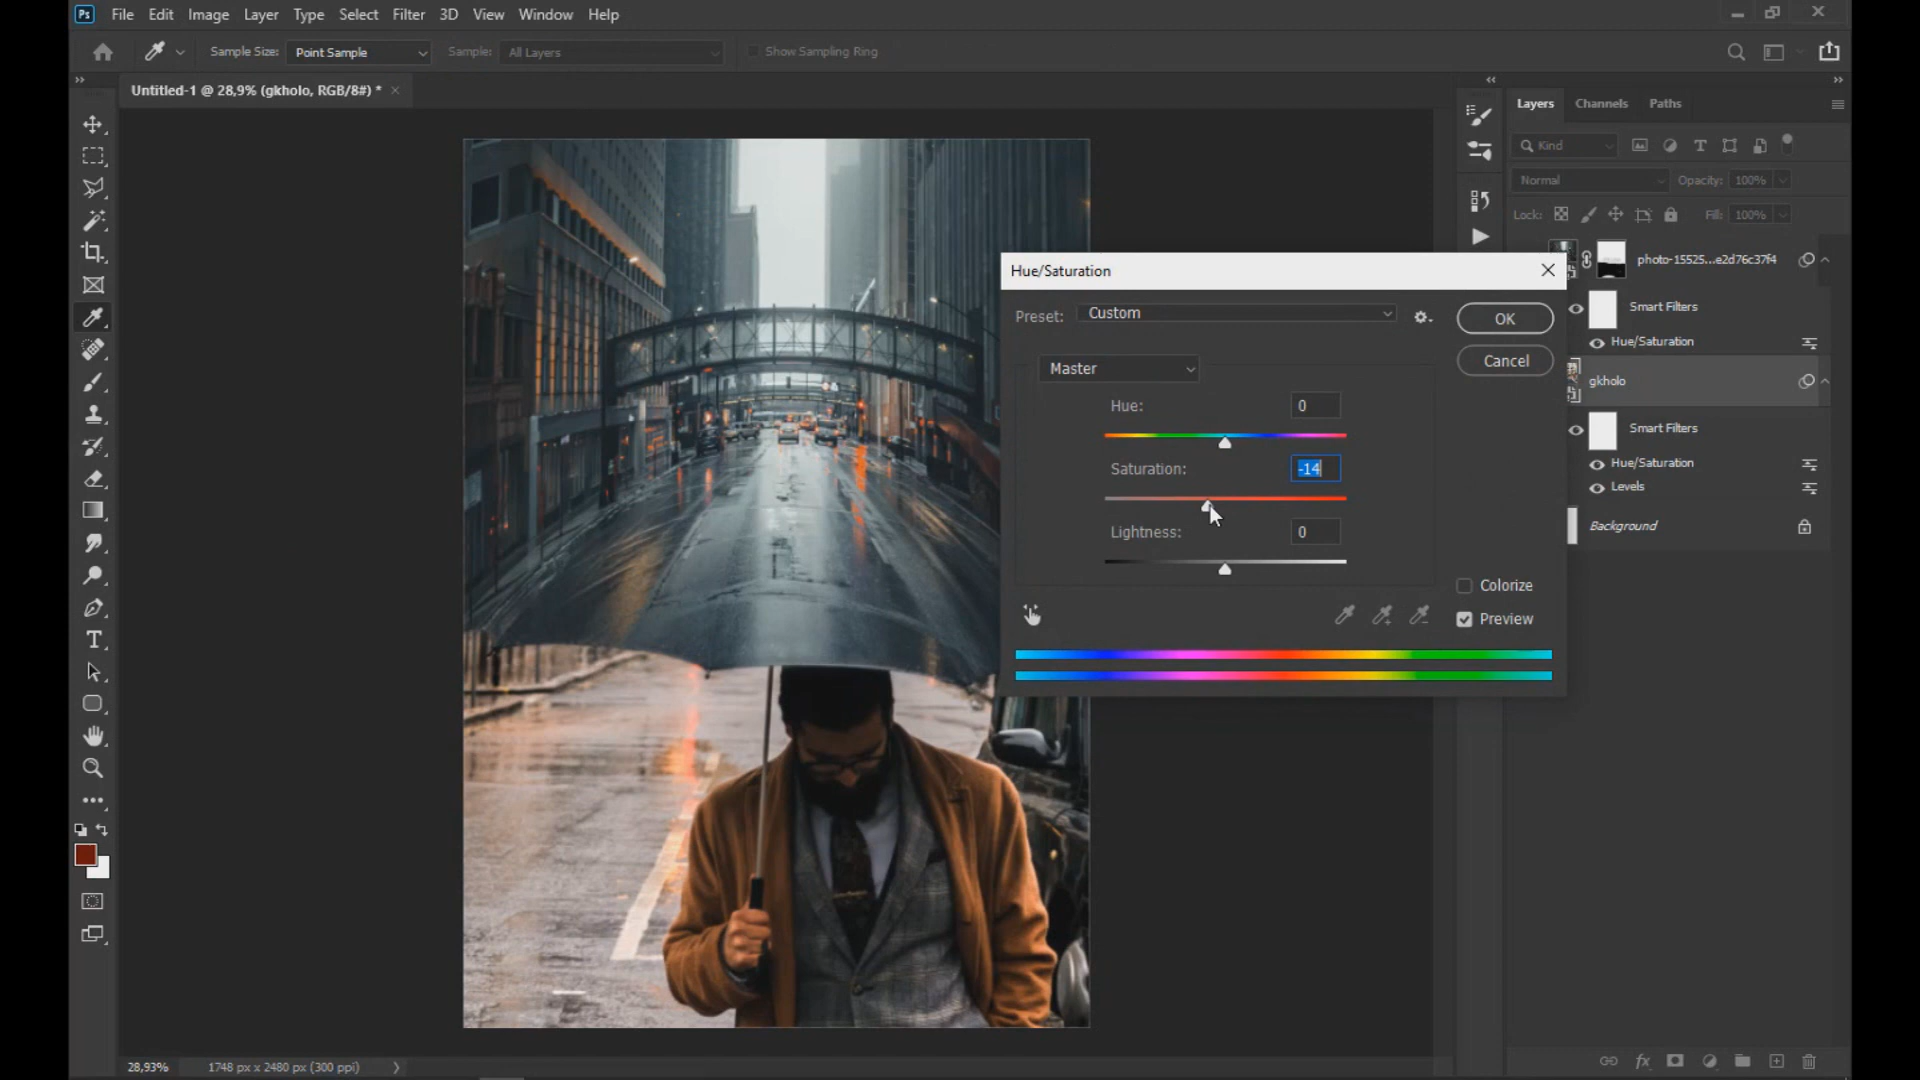 Ps File Edit Image Layer Type Select Filter 3D View Window Help
Sample Size: Point Sample Sample: All Layers Show Sampling Ring
Untitled-1 @ 28,9% (gkholo, RGB/8#) *
Layers Channels Paths
Kind
Normal Opacity: 100%
Lock: Fill: 100%
photo-15525...e2d76c37f4
Smart Filters
Hue/Saturation
gkholo
Smart Filters
Hue/Saturation
Levels
Background
Hue/Saturation
Preset: Custom
OK
Cancel
Master
Hue: 0
Saturation: -14
Lightness: 0
Colorize
Preview
28,93% 1748 px x 2480 px (300 ppi)
fx